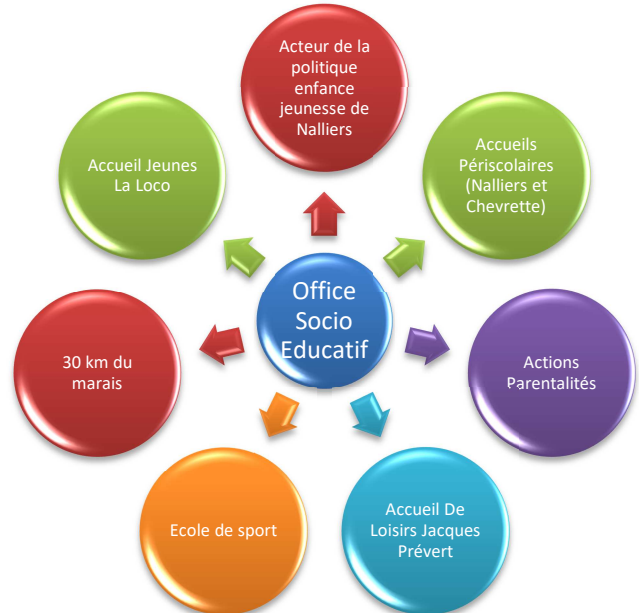 Acteur de la
politique
enfance
jeunesse de
Nalliers
Accueils
Périscolaires
(Nalliers et
Chevrette)
Actions
Parentalités
Accueil De
Loisirs Jacques
Prévert
Ecole de sport
30 km du
marais
Accueil Jeunes
La Loco
Office
Socio
Educatif